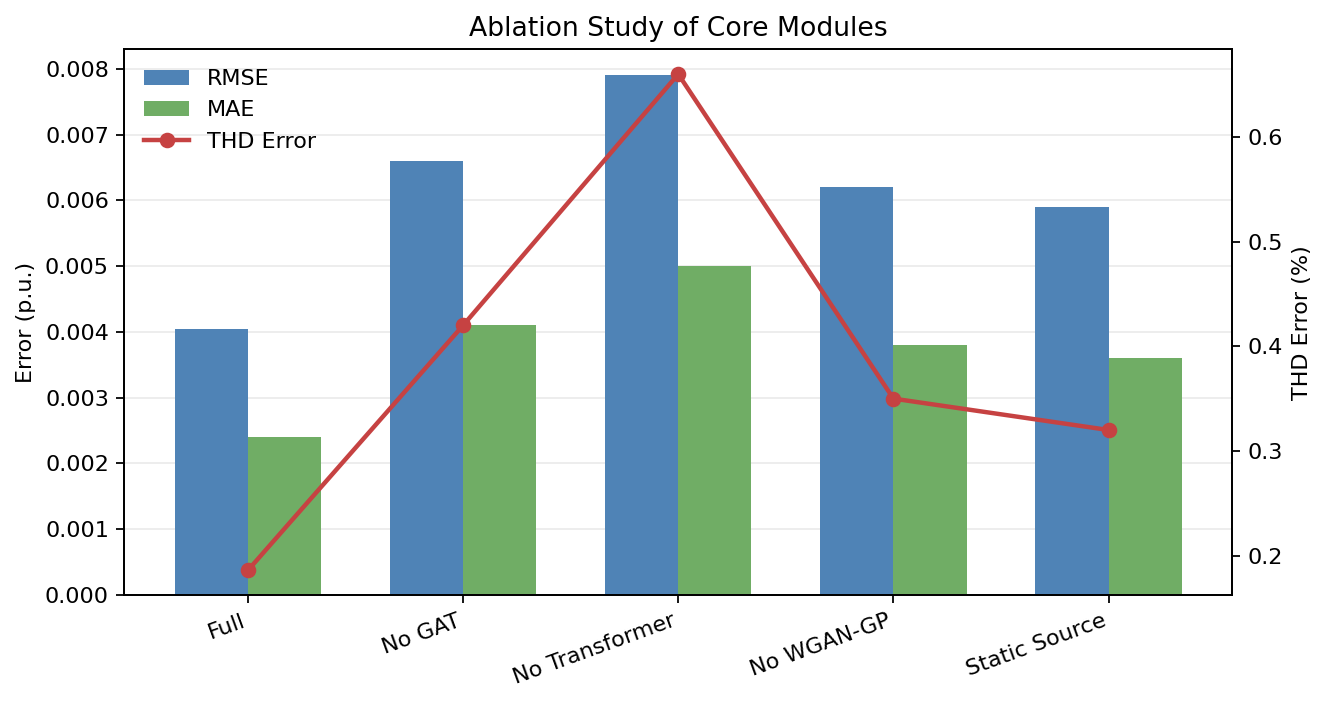 Ablation Study of Core Modules
RMSE
MAE
THD Error
Error (p.u.)
0.008
0.007
0.006
0.005
0.004
0.003
0.002
0.001
0.000
THD Error (%)
0.6
0.5
0.4
0.3
0.2
Full
No GAT
No Transformer
No WGAN-GP
Static Source